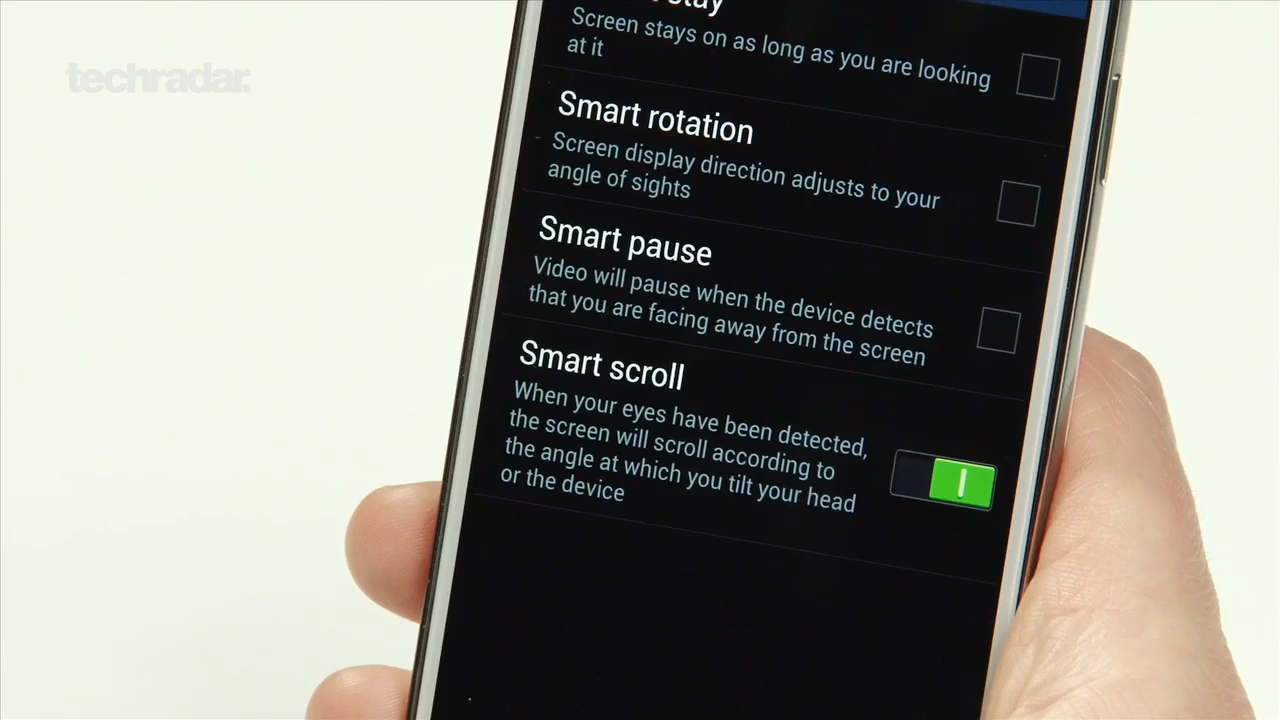 techradar.
stay
Screen stays on as long as you are looking
at it
Smart rotation
Screen display direction adjusts to your
angle of sights
Smart pause
Video will pause when the device detects
that you are facing away from the screen
Smart scroll
When your eyes have been detected,
the screen will scroll according to
the angle at which you tilt your head
or the device